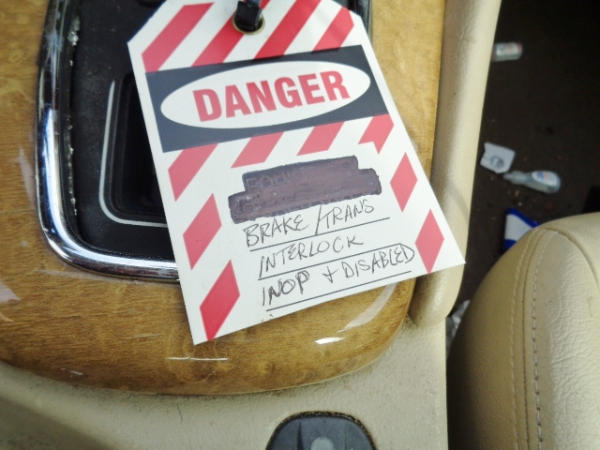 DANGER
BRAKE/TRANS
INTERLOCK
INOP + DISABLED